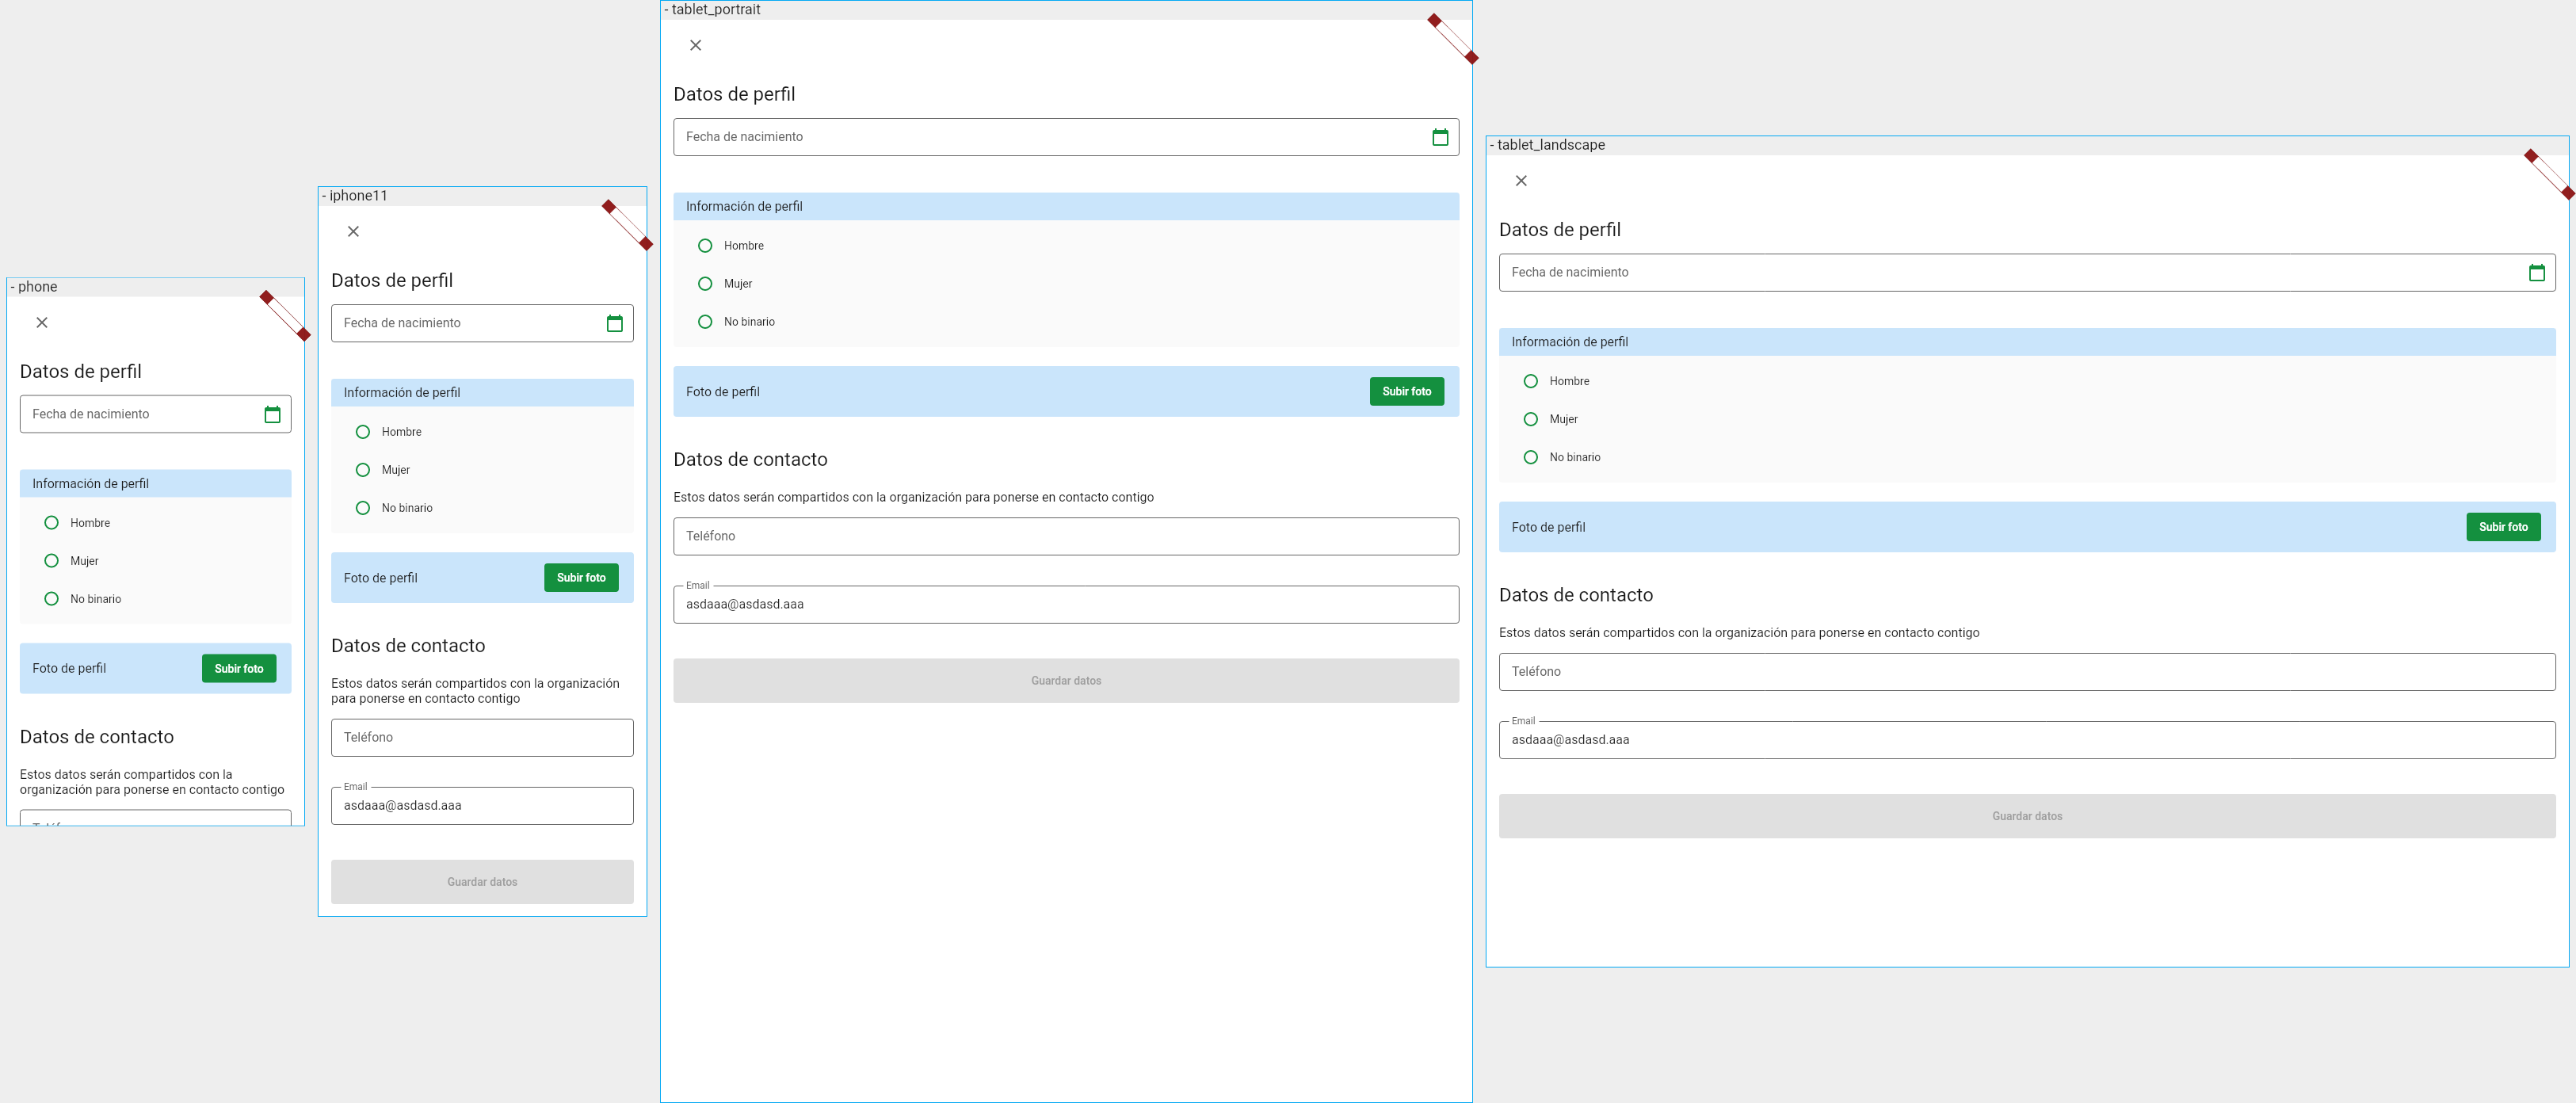 - phone
Datos de perfil
Fecha de nacimiento
Información de perfil
Hombre
Mujer
No binario
Foto de perfil
Subir foto
Datos de contacto
Estos datos serán compartidos con la
organización para ponerse en contacto contigo
- iphone11
Datos de perfil
Fecha de nacimiento
Información de perfil
Hombre
Mujer
No binario
Foto de perfil
Subir foto
Datos de contacto
Estos datos serán compartidos con la organización
para ponerse en contacto contigo
Teléfono
Email
asdaaa@asdasd.aaa
Guardar datos
- tablet_portrait
Datos de perfil
Fecha de nacimiento
Información de perfil
Hombre
Mujer
No binario
Foto de perfil
Subir foto
Datos de contacto
Estos datos serán compartidos con la organización para ponerse en contacto contigo
Teléfono
Email
asdaaa@asdasd.aaa
Guardar datos
- tablet_landscape
Datos de perfil
Fecha de nacimiento
Información de perfil
Hombre
Mujer
No binario
Foto de perfil
Subir foto
Datos de contacto
Estos datos serán compartidos con la organización para ponerse en contacto contigo
Teléfono
Email
asdaaa@asdasd.aaa
Guardar datos